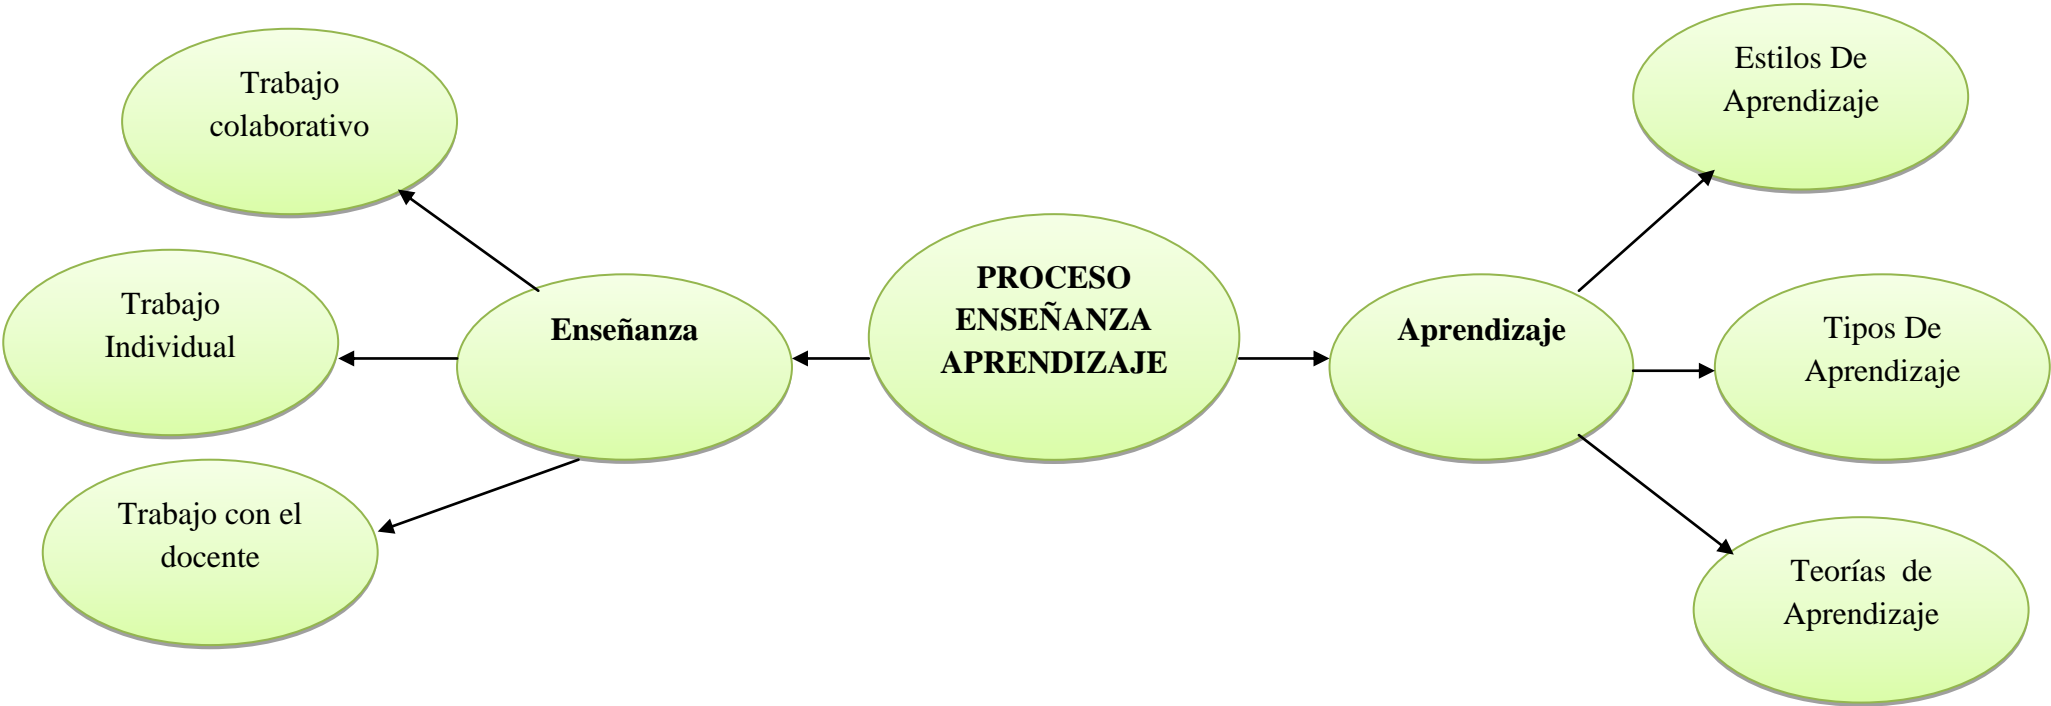 Trabajo
colaborativo
Trabajo
Individual
Trabajo con el
docente
Enseñanza
PROCESO
ENSEÑANZA
APRENDIZAJE
Aprendizaje
Estilos De
Aprendizaje
Tipos De
Aprendizaje
Teorías  de
Aprendizaje